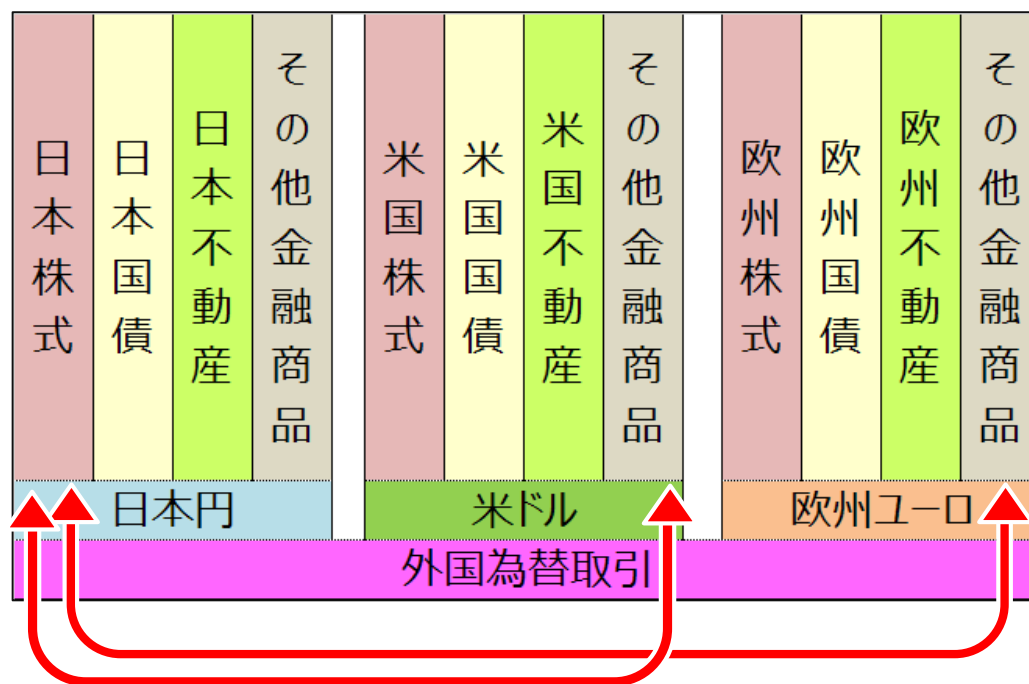 日本株式
日本国債
日本不動産
その他金融商品
米国株式
米国国債
米国不動産
その他金融商品
欧州株式
欧州国債
欧州不動産
その他金融商品
日本円
米ドル
欧州ユーロ
外国為替取引